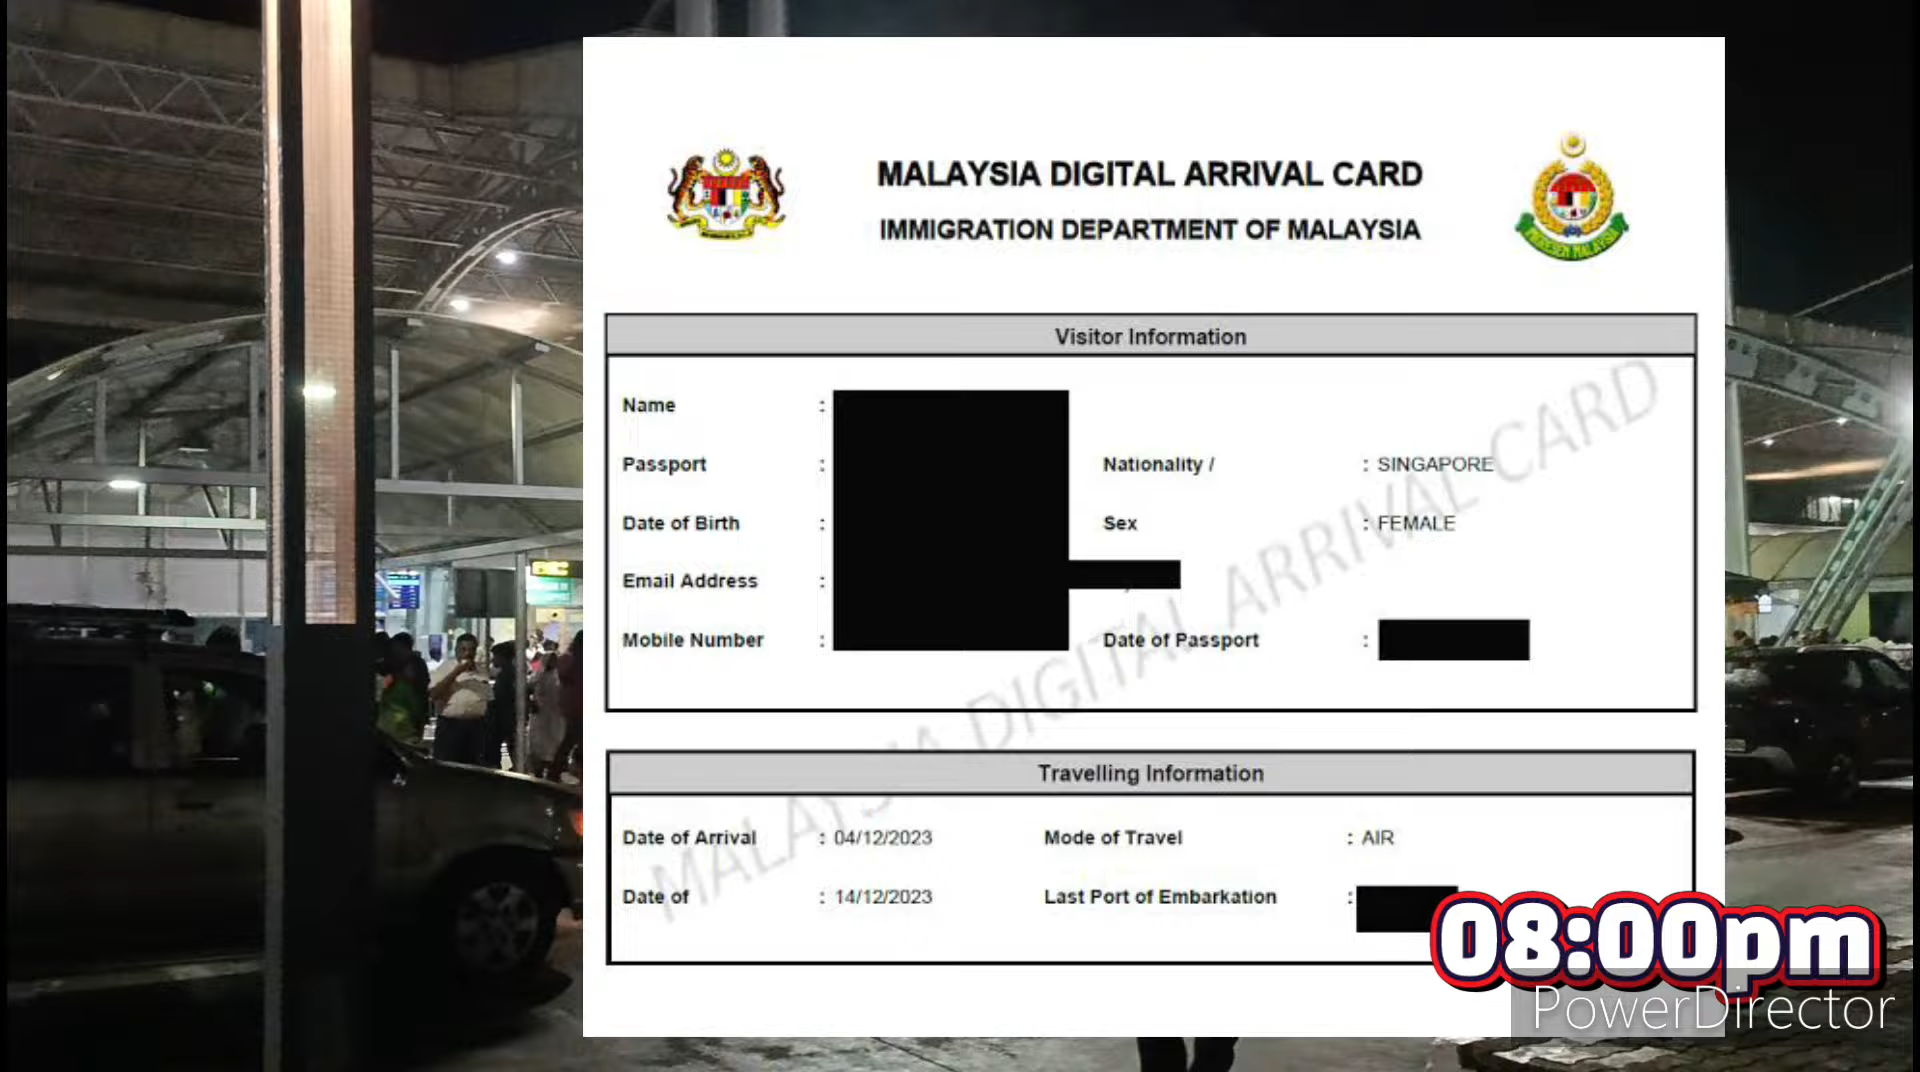 MALAYSIA DIGITAL ARRIVAL CARD
IMMIGRATION DEPARTMENT OF MALAYSIA
Visitor Information
Name :
Passport : Nationality / : SINGAPORE
Date of Birth : Sex : FEMALE
Email Address :
Mobile Number : Date of Passport :
Travelling Information
Date of Arrival : 04/12/2023 Mode of Travel : AIR
Date of : 14/12/2023 Last Port of Embarkation :
MALAYSIA DIGITAL ARRIVAL CARD
08:00pm
PowerDirector